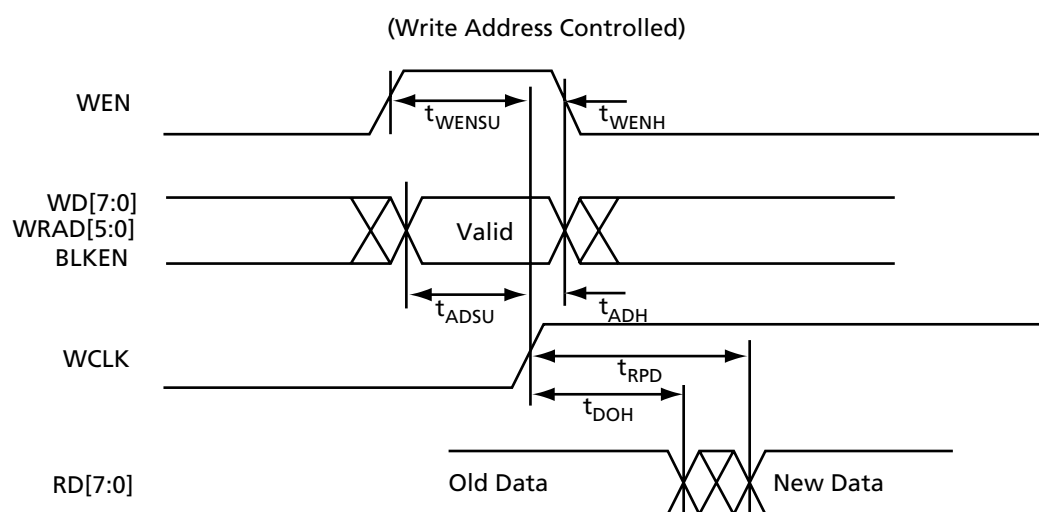 (Write Address Controlled)
WEN
tWENSU
tWENH
WD[7:0]
WRAD[5:0]
BLKEN
Valid
tADSU
tADH
WCLK
tRPD
tDOH
RD[7:0]
Old Data
New Data